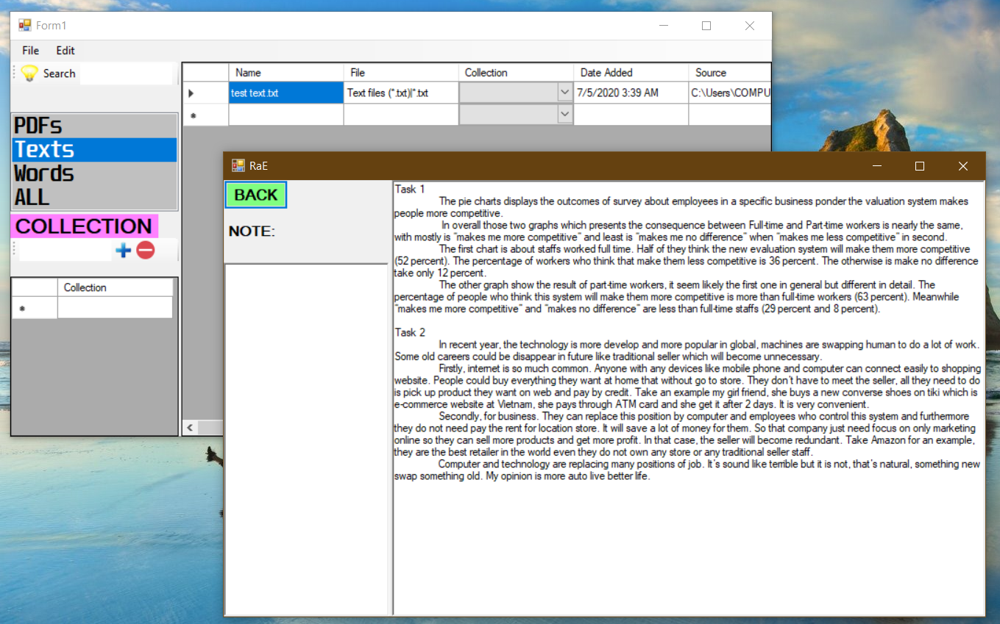 Form1
File Edit
Search
Name File Collection Date Added Source
test text.txt Text files (*.txt)|*.txt 7/5/2020 3:39 AM C:\Users\COMPU
PDFs
Texts
Words
ALL
COLLECTION
Collection
RaE
BACK
NOTE:
Task 1
The pie charts displays the outcomes of survey about employees in a specific business ponder the valuation system makes
people more competitive.
In overall those two graphs which presents the consequence between Full-time and Part-time workers is nearly the same,
with mostly is "makes me more competitive" and least is "makes me no difference" when "makes me less competitive" in second.
The first chart is about staffs worked full time. Half of they think the new evaluation system will make them more competitive
(52 percent). The percentage of workers who think that make them less competitive is 36 percent. The otherwise is make no difference
take only 12 percent.
The other graph show the result of part-time workers, it seem likely the first one in general but different in detail. The
percentage of people who think this system will make them more competitive is more than full-time workers (63 percent). Meanwhile
"makes me more competitive" and "makes no difference" are less than full-time staffs (29 percent and 8 percent).
Task 2
In recent year, the technology is more develop and more popular in global, machines are swapping human to do a lot of work.
Some old careers could be disappear in future like traditional seller which will become unnecessary.
Firstly, internet is so much common. Anyone with any devices like mobile phone and computer can connect easily to shopping
website. People could buy everything they want at home that without go to store. They don't have to meet the seller, all they need to do
is pick up product they want on web and pay by credit. Take an example my girl friend, she buys a new converse shoes on tiki which is
e-commerce website at Vietnam, she pays through ATM card and she get it after 2 days. It is very convenient.
Secondly, for business. They can replace this position by computer and employees who control this system and furthermore
they do not need pay the rent for location store. It will save a lot of money for them. So that company just need focus on only marketing
online so they can sell more products and get more profit. In that case, the seller will become redundant. Take Amazon for an example,
they are the best retailer in the world even they do not own any store or any traditional seller staff.
Computer and technology are replacing many positions of job. It's sound like terrible but it is not, that's natural, something new
swap something old. My opinion is more auto live better life.